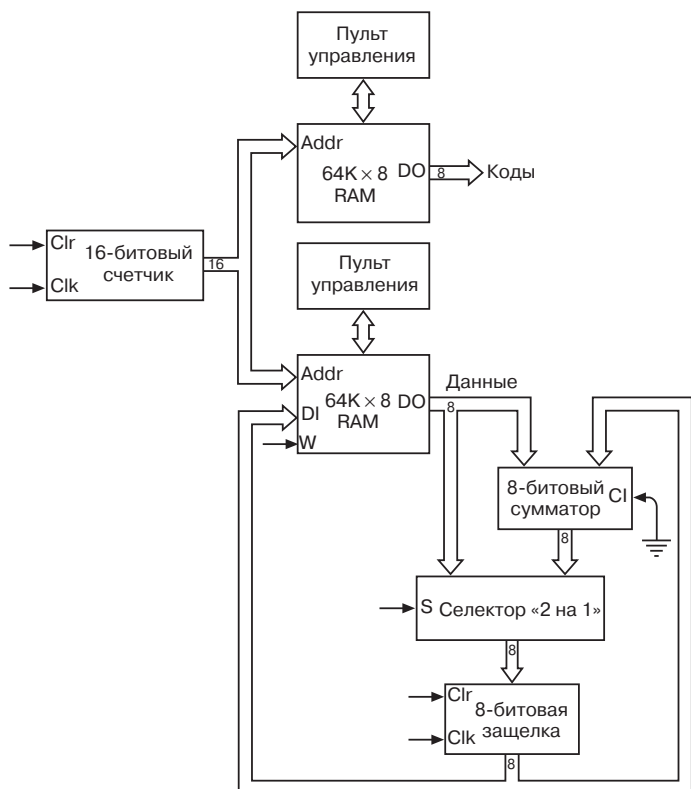 Пульт
управления
Addr
64K × 8
RAM
DO
8
Коды
Clr
Clk
16-битовый
счетчик
16
Пульт
управления
Addr
DI
W
64K × 8
RAM
DO
Данные
8
8-битовый
сумматор
CI
8
S
Селектор «2 на 1»
8
Clr
Clk
8-битовая
защелка
8